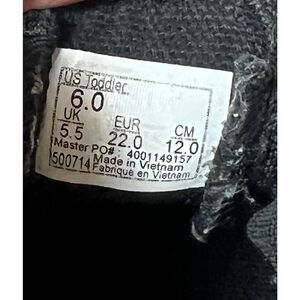 US Toddler
6.0
UK EUR CM
5.5 22.0 12.0
Master PO# : 4001149157
500714 Made in Vietnam
Fabriqué en Vietnam